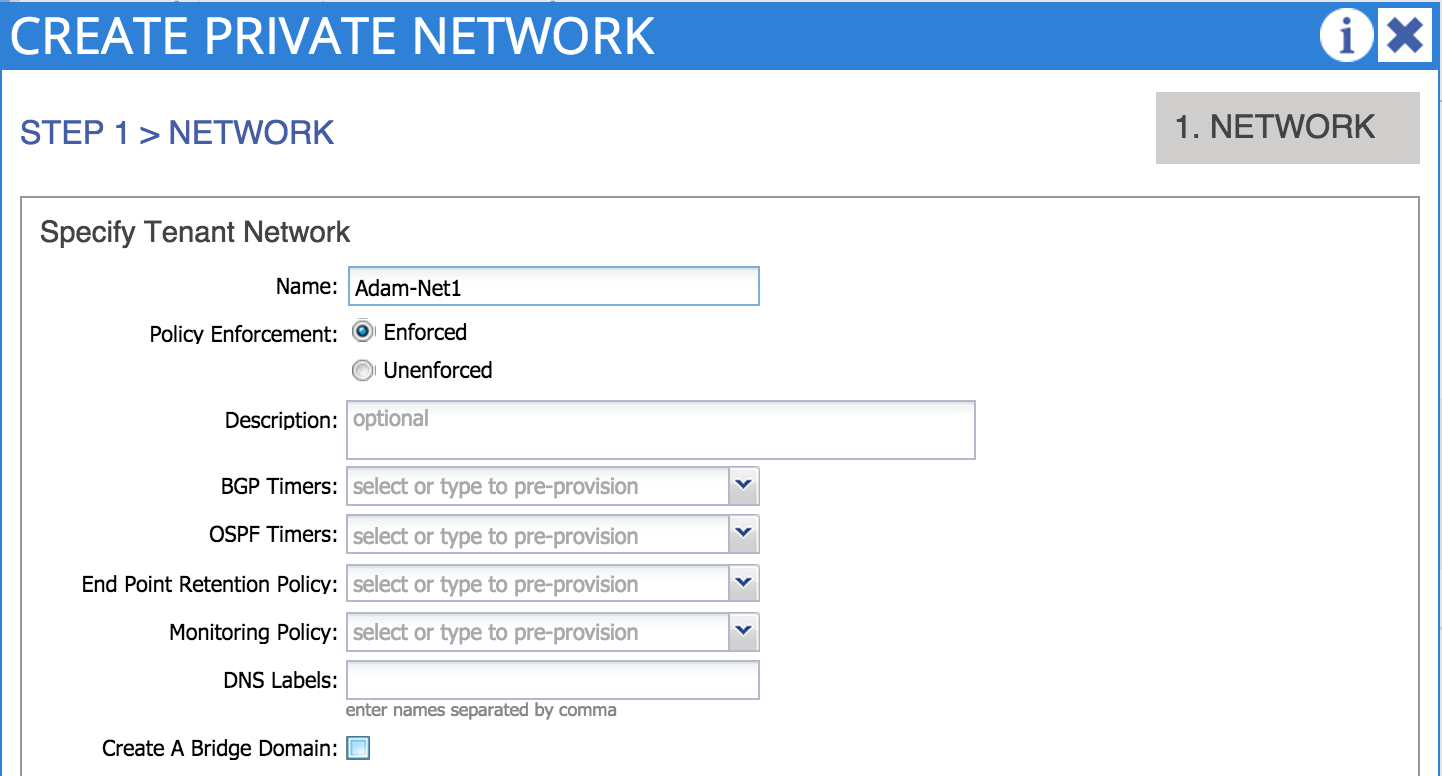 CREATE PRIVATE NETWORK
STEP 1 > NETWORK
1. NETWORK
Specify Tenant Network
Name: Adam-Net1
Policy Enforcement: Enforced
Unenforced
Description: optional
BGP Timers: select or type to pre-provision
OSPF Timers: select or type to pre-provision
End Point Retention Policy: select or type to pre-provision
Monitoring Policy: select or type to pre-provision
DNS Labels:
enter names separated by comma
Create A Bridge Domain: